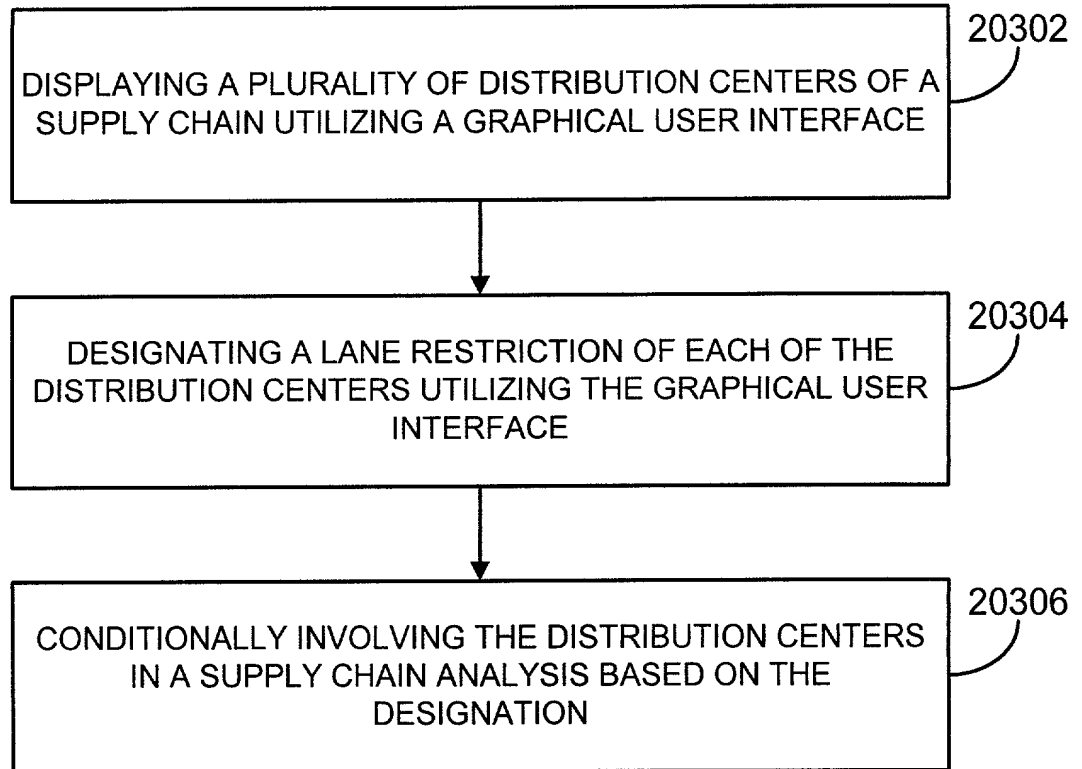 20302
DISPLAYING A PLURALITY OF DISTRIBUTION CENTERS OF A
SUPPLY CHAIN UTILIZING A GRAPHICAL USER INTERFACE
20304
DESIGNATING A LANE RESTRICTION OF EACH OF THE
DISTRIBUTION CENTERS UTILIZING THE GRAPHICAL USER
INTERFACE
20306
CONDITIONALLY INVOLVING THE DISTRIBUTION CENTERS
IN A SUPPLY CHAIN ANALYSIS BASED ON THE
DESIGNATION